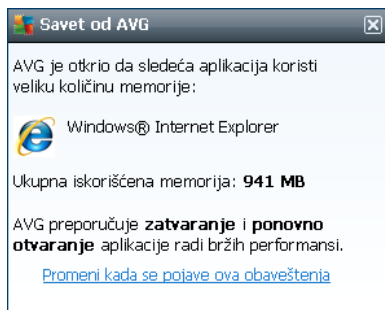 Savet od AVG
AVG je otkrio da sledeća aplikacija koristi
veliku količinu memorije:
Windows® Internet Explorer
Ukupna iskorišćena memorija: 941 MB
AVG preporučuje zatvaranje i ponovno
otvaranje aplikacije radi bržih performansi.
Promeni kada se pojave ova obaveštenja